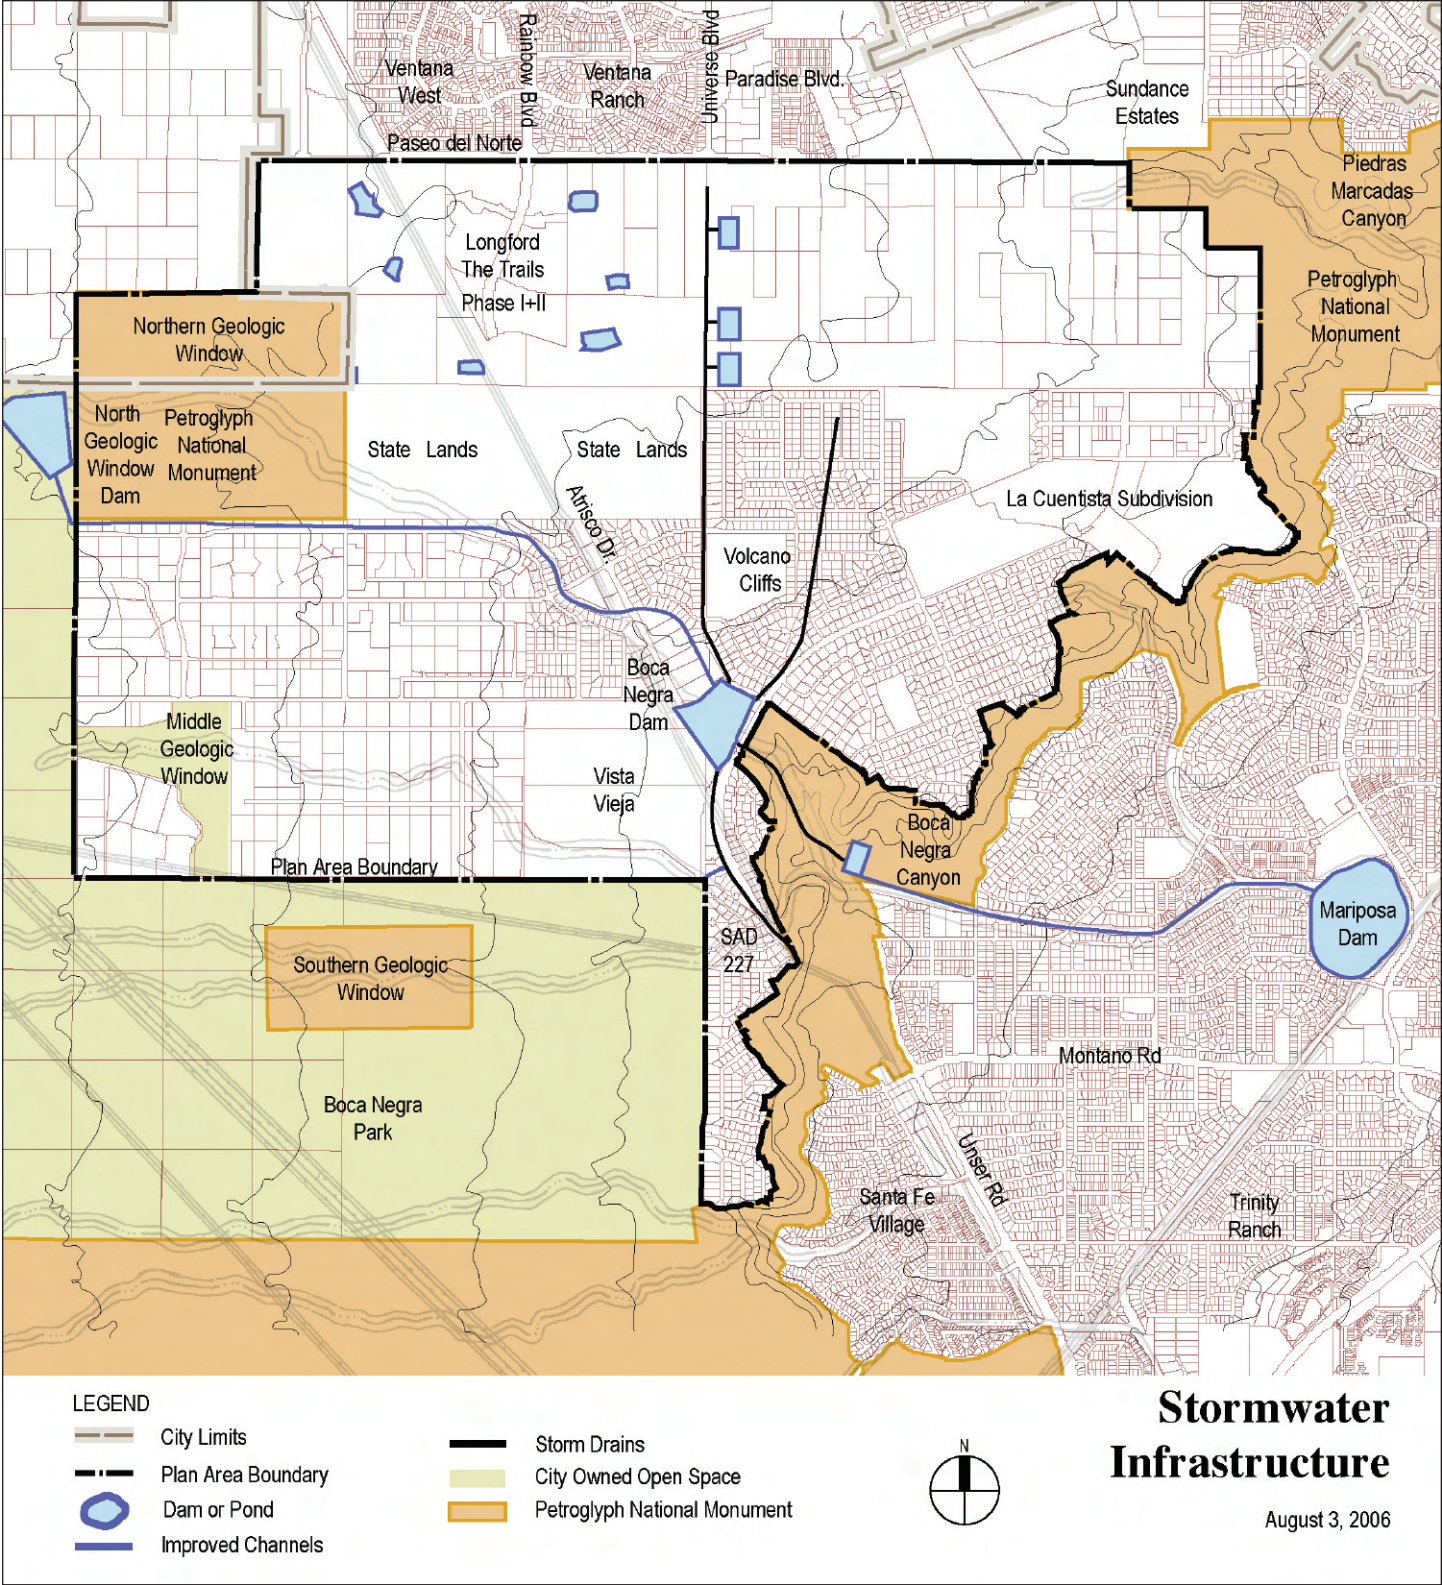 Ventana
West
Rainbow Blvd
Ventana
Ranch
Universe Blvd
Paradise Blvd.
Sundance
Estates
Paseo del Norte
Piedras
Marcadas
Canyon
Longford
The Trails
Phase I+II
Petroglyph
National
Monument
Northern Geologic
Window
North
Geologic
Window
Dam
Petroglyph
National
Monument
State Lands
State Lands
Atrisco Dr.
La Cuentista Subdivision
Volcano
Cliffs
Boca
Negra
Dam
Middle
Geologic
Window
Vista
Vieja
Boca
Negra
Canyon
Plan Area Boundary
Mariposa
Dam
SAD
227
Southern Geologic
Window
Montano Rd
Boca Negra
Park
Unser Rd
Santa Fe
Village
Trinity
Ranch
LEGEND
City Limits
Plan Area Boundary
Dam or Pond
Improved Channels
Storm Drains
City Owned Open Space
Petroglyph National Monument
N
Stormwater
Infrastructure
August 3, 2006